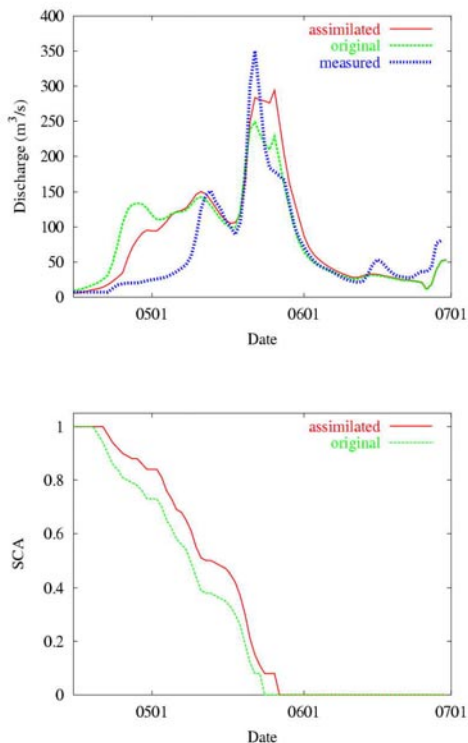 400
350
300
250
200
150
100
50
0
Discharge (m³/s)
assimilated
original
measured
0501
0601
0701
Date
1
0.8
0.6
0.4
0.2
0
SCA
assimilated
original
0501
0601
0701
Date